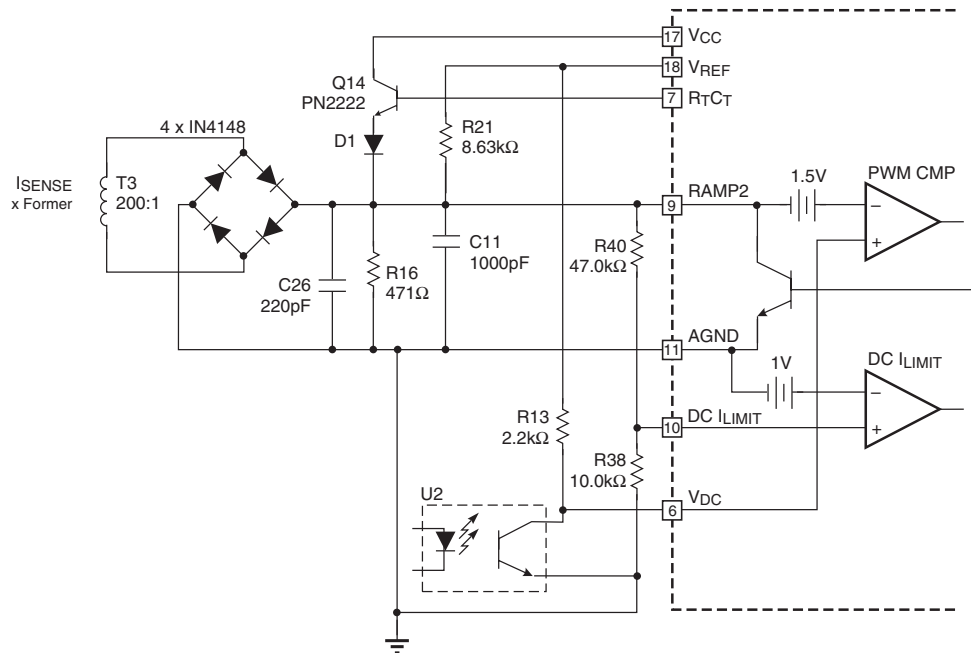 17 VCC
18 VREF
7 RTCT
Q14
PN2222
D1
R21
8.63kΩ
4 x IN4148
ISENSE
x Former
T3
200:1
9 RAMP2
1.5V
PWM CMP
C26
220pF
R16
471Ω
C11
1000pF
R40
47.0kΩ
−
+
11 AGND
1V
DC ILIMIT
−
+
R13
2.2kΩ
10 DC ILIMIT
R38
10.0kΩ
6 VDC
U2